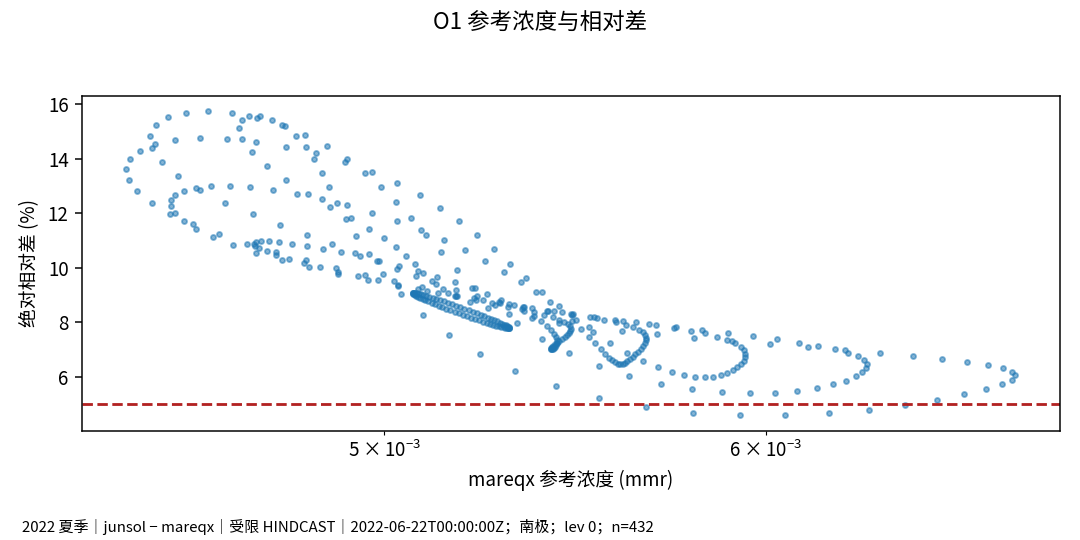 O1 参考浓度与相对差
绝对相对差 (%)
16
14
12
10
8
6
5 × 10⁻³
6 × 10⁻³
mareqx 参考浓度 (mmr)
2022 夏季｜junsol − mareqx｜受限 HINDCAST｜2022-06-22T00:00:00Z；南极；lev 0；n=432